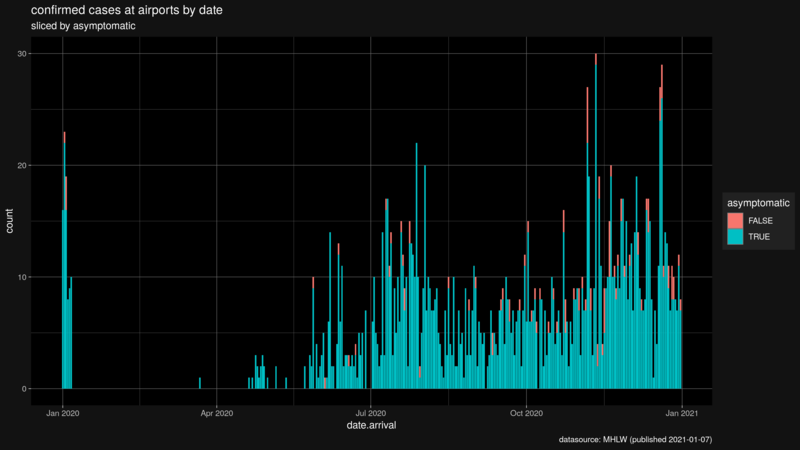 confirmed cases at airports by date
sliced by asymptomatic
30
20
10
0
count
Jan 2020
Apr 2020
Jul 2020
Oct 2020
Jan 2021
date.arrival
asymptomatic
FALSE
TRUE
datasource: MHLW (published 2021-01-07)